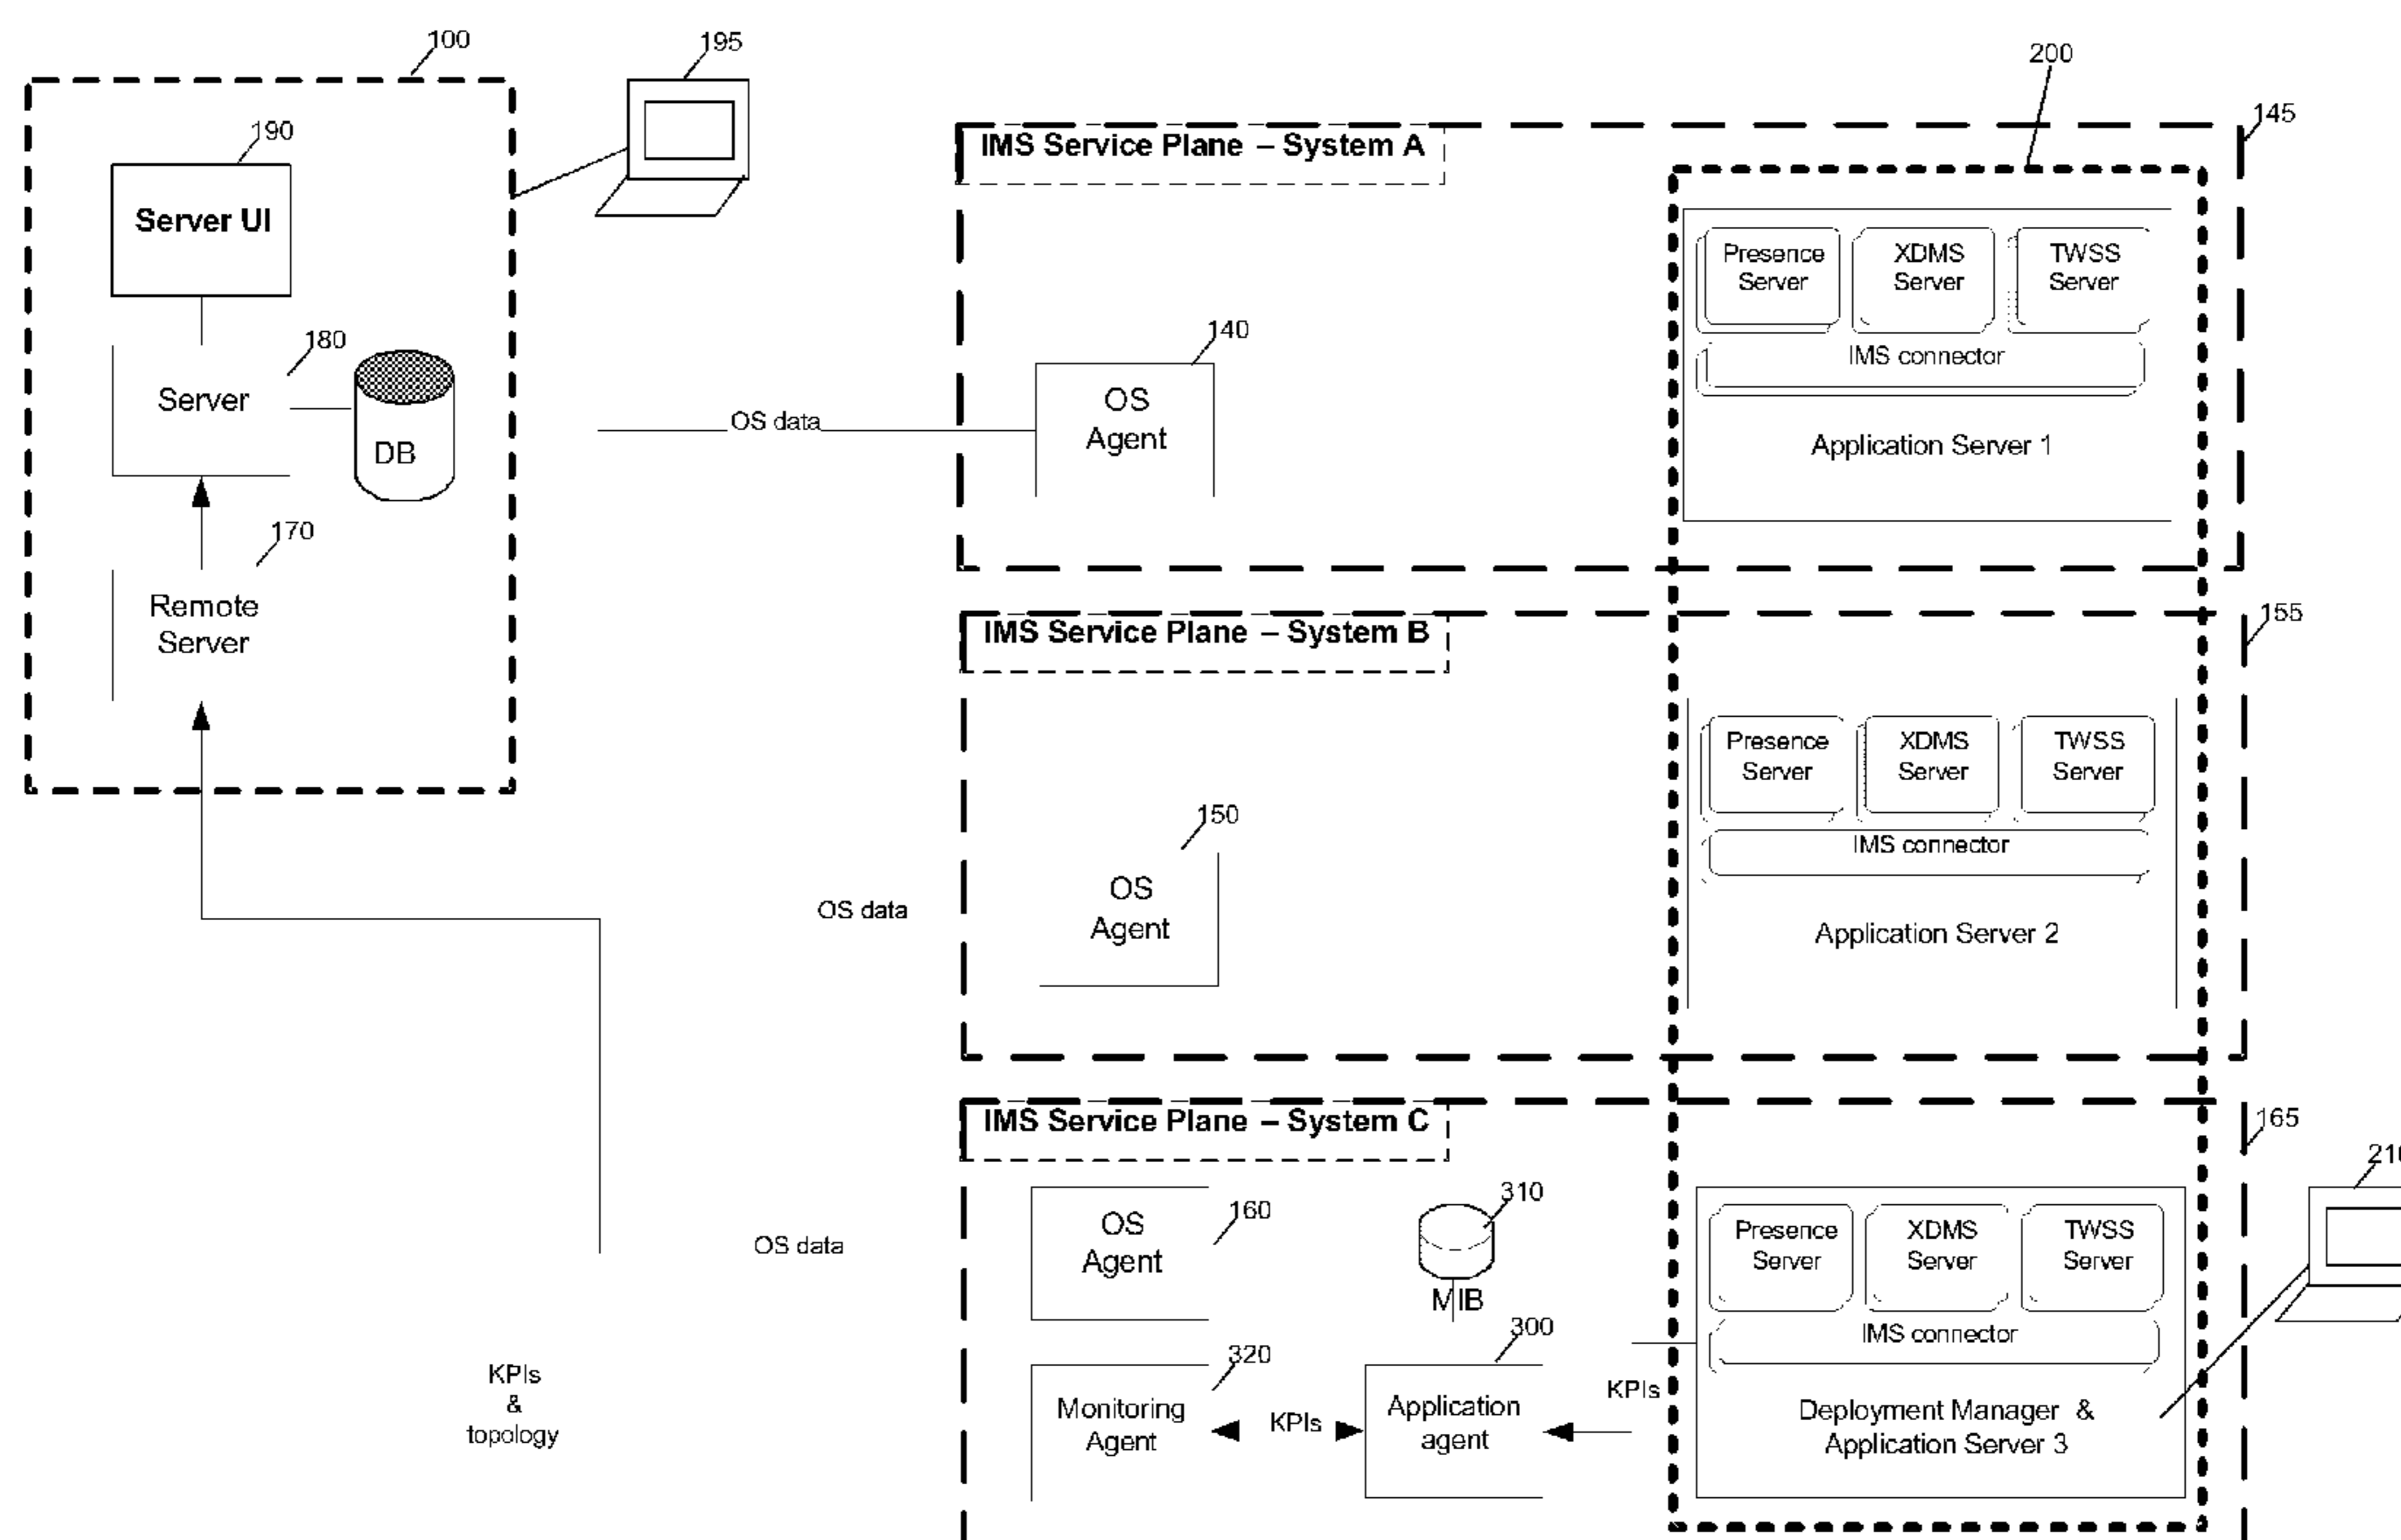 100
195
190
Server UI
180
Server
DB
170
Remote
Server
OS data
OS data
OS data
KPIs
&
topology
200
145
IMS Service Plane – System A
140
OS
Agent
Presence
Server
XDMS
Server
TWSS
Server
IMS connector
Application Server 1
155
IMS Service Plane – System B
150
OS
Agent
Presence
Server
XDMS
Server
TWSS
Server
IMS connector
Application Server 2
165
IMS Service Plane – System C
160
OS
Agent
310
MIB
320
Monitoring
Agent
KPIs
300
Application
agent
KPIs
Presence
Server
XDMS
Server
TWSS
Server
IMS connector
Deployment Manager &
Application Server 3
210